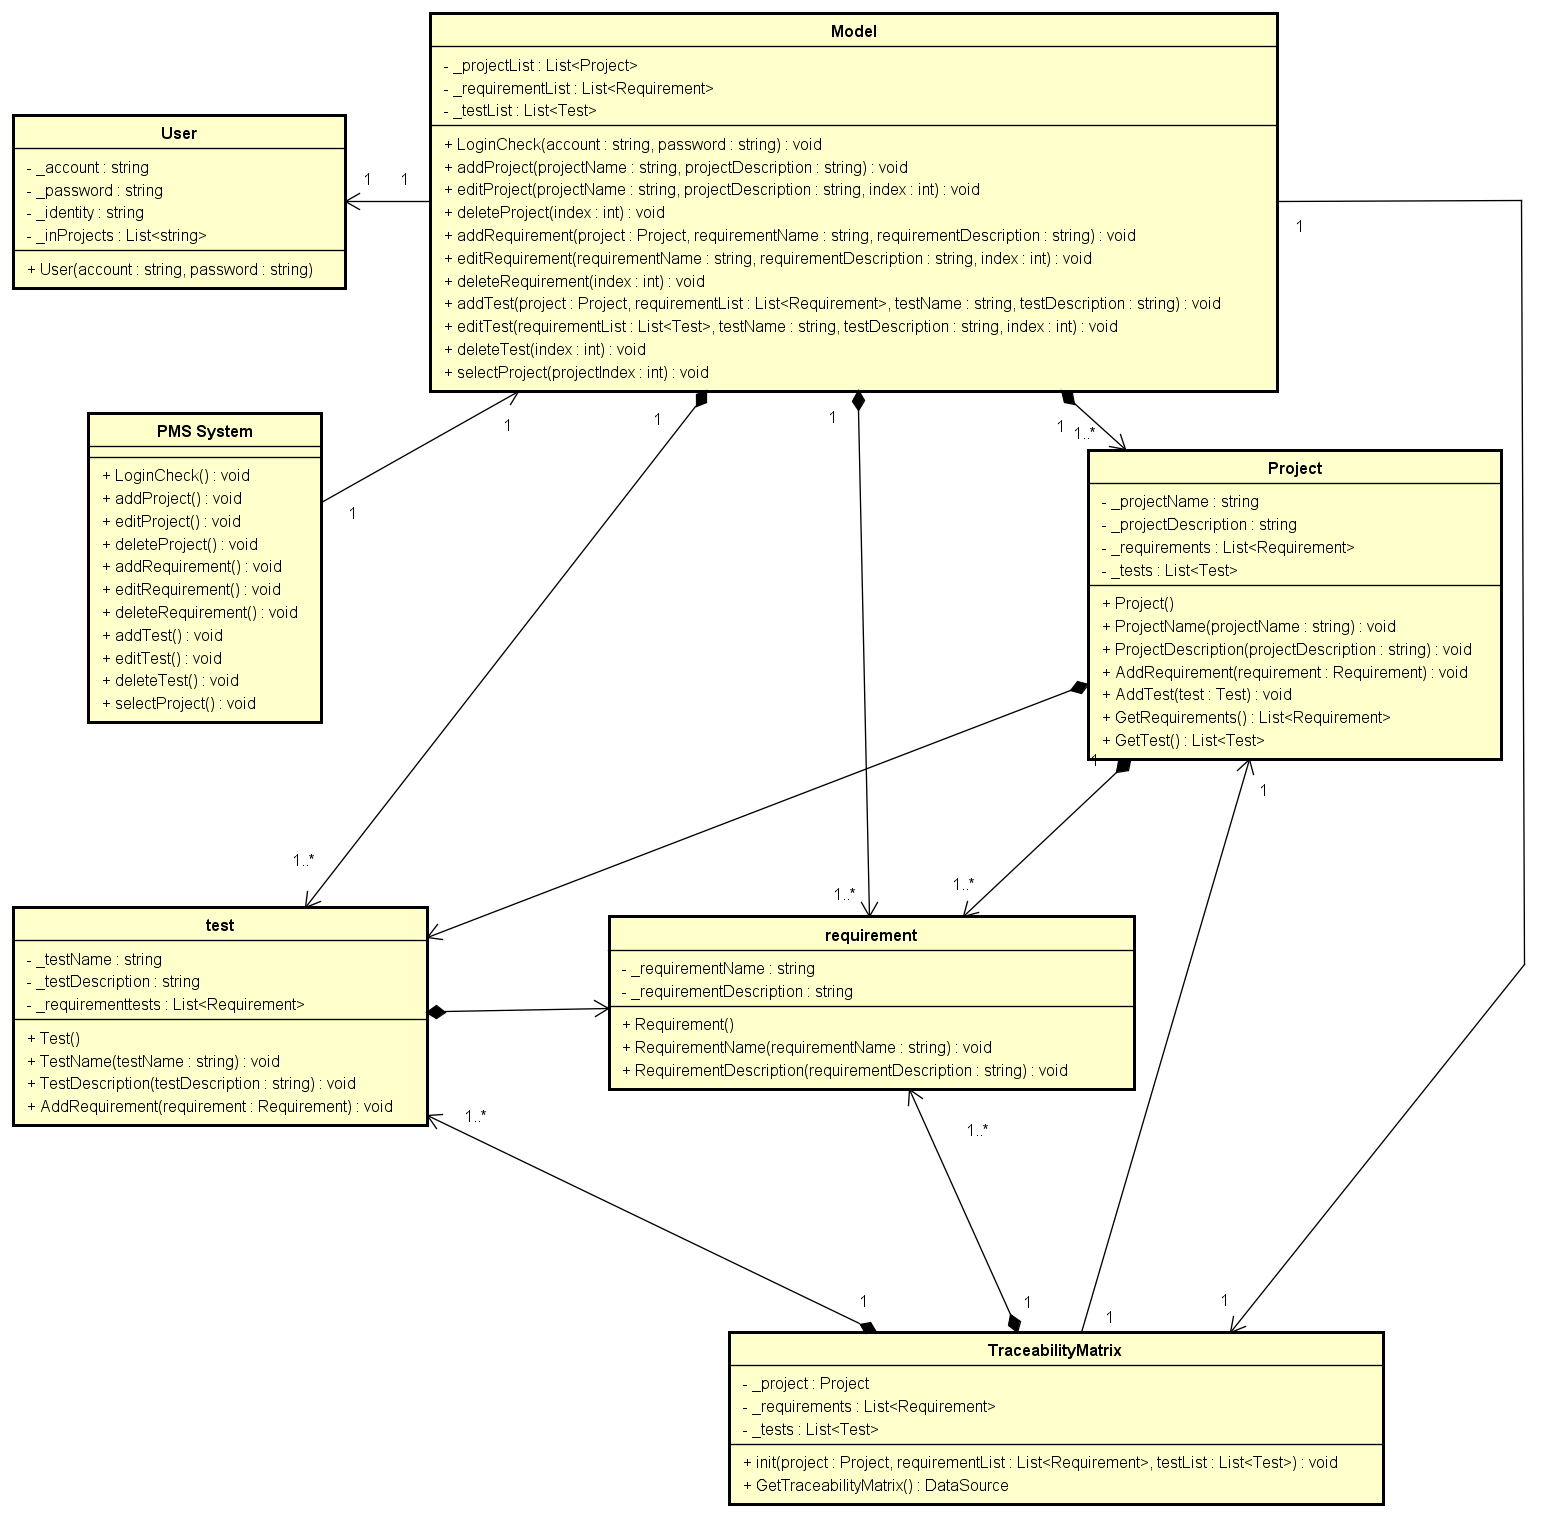 Model
- _projectList : List<Project>
- _requirementList : List<Requirement>
- _testList : List<Test>
+ LoginCheck(account : string, password : string) : void
+ addProject(projectName : string, projectDescription : string) : void
+ editProject(projectName : string, projectDescription : string, index : int) : void
+ deleteProject(index : int) : void
+ addRequirement(project : Project, requirementName : string, requirementDescription : string) : void
+ editRequirement(requirementName : string, requirementDescription : string, index : int) : void
+ deleteRequirement(index : int) : void
+ addTest(project : Project, requirementList : List<Requirement>, testName : string, testDescription : string) : void
+ editTest(requirementList : List<Test>, testName : string, testDescription : string, index : int) : void
+ deleteTest(index : int) : void
+ selectProject(projectIndex : int) : void
User
- _account : string
- _password : string
- _identity : string
- _inProjects : List<string>
+ User(account : string, password : string)
1
1
1
PMS System
+ LoginCheck() : void
+ addProject() : void
+ editProject() : void
+ deleteProject() : void
+ addRequirement() : void
+ editRequirement() : void
+ deleteRequirement() : void
+ addTest() : void
+ editTest() : void
+ deleteTest() : void
+ selectProject() : void
1
1
1
1
1
1..*
Project
- _projectName : string
- _projectDescription : string
- _requirements : List<Requirement>
- _tests : List<Test>
+ Project()
+ ProjectName(projectName : string) : void
+ ProjectDescription(projectDescription : string) : void
+ AddRequirement(requirement : Requirement) : void
+ AddTest(test : Test) : void
+ GetRequirements() : List<Requirement>
+ GetTest() : List<Test>
1
1
1..*
1..*
1..*
test
- _testName : string
- _testDescription : string
- _requirementtests : List<Requirement>
+ Test()
+ TestName(testName : string) : void
+ TestDescription(testDescription : string) : void
+ AddRequirement(requirement : Requirement) : void
requirement
- _requirementName : string
- _requirementDescription : string
+ Requirement()
+ RequirementName(requirementName : string) : void
+ RequirementDescription(requirementDescription : string) : void
1..*
1..*
1
1
1
1
TraceabilityMatrix
- _project : Project
- _requirements : List<Requirement>
- _tests : List<Test>
+ init(project : Project, requirementList : List<Requirement>, testList : List<Test>) : void
+ GetTraceabilityMatrix() : DataSource